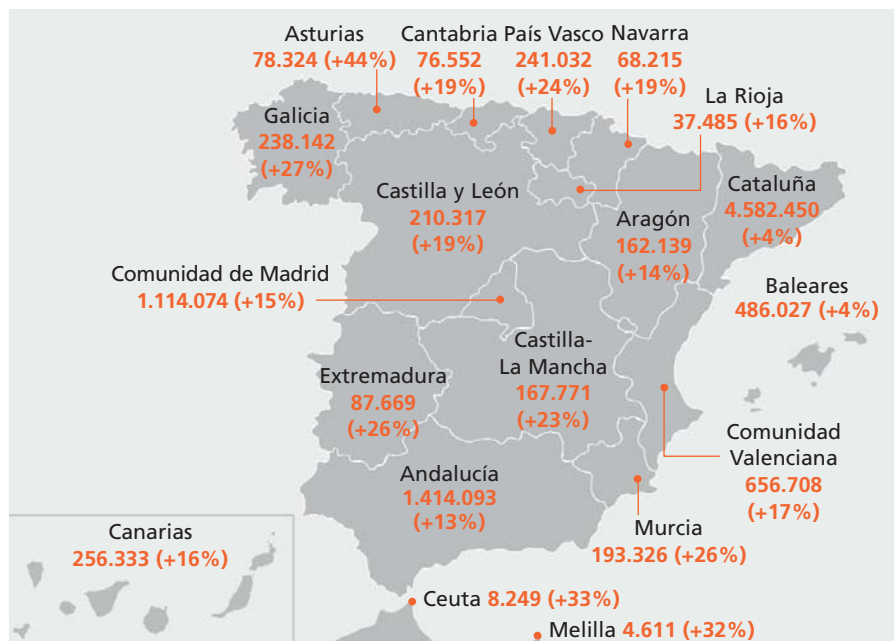 Asturias
78.324 (+44%)
Cantabria
76.552
(+19%)
País Vasco
241.032
(+24%)
Navarra
68.215
(+19%)
La Rioja
37.485 (+16%)
Galicia
238.142
(+27%)
Castilla y León
210.317
(+19%)
Aragón
162.139
(+14%)
Cataluña
4.582.450
(+4%)
Comunidad de Madrid
1.114.074 (+15%)
Baleares
486.027 (+4%)
Extremadura
87.669
(+26%)
Castilla-
La Mancha
167.771
(+23%)
Comunidad
Valenciana
656.708
(+17%)
Andalucía
1.414.093
(+13%)
Murcia
193.326 (+26%)
Canarias
256.333 (+16%)
Ceuta 8.249 (+33%)
Melilla 4.611 (+32%)